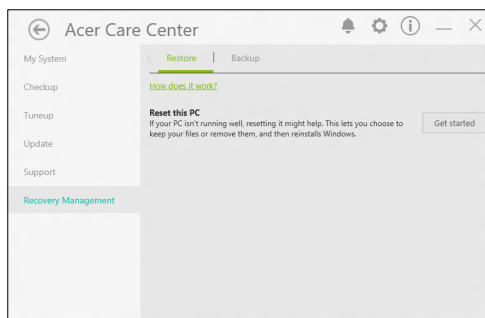 Acer Care Center
My System
Restore
Backup
Checkup
How does it work?
Tuneup
Reset this PC
If your PC isn't running well, resetting it might help. This lets you choose to
keep your files or remove them, and then reinstalls Windows.
Get started
Update
Support
Recovery Management